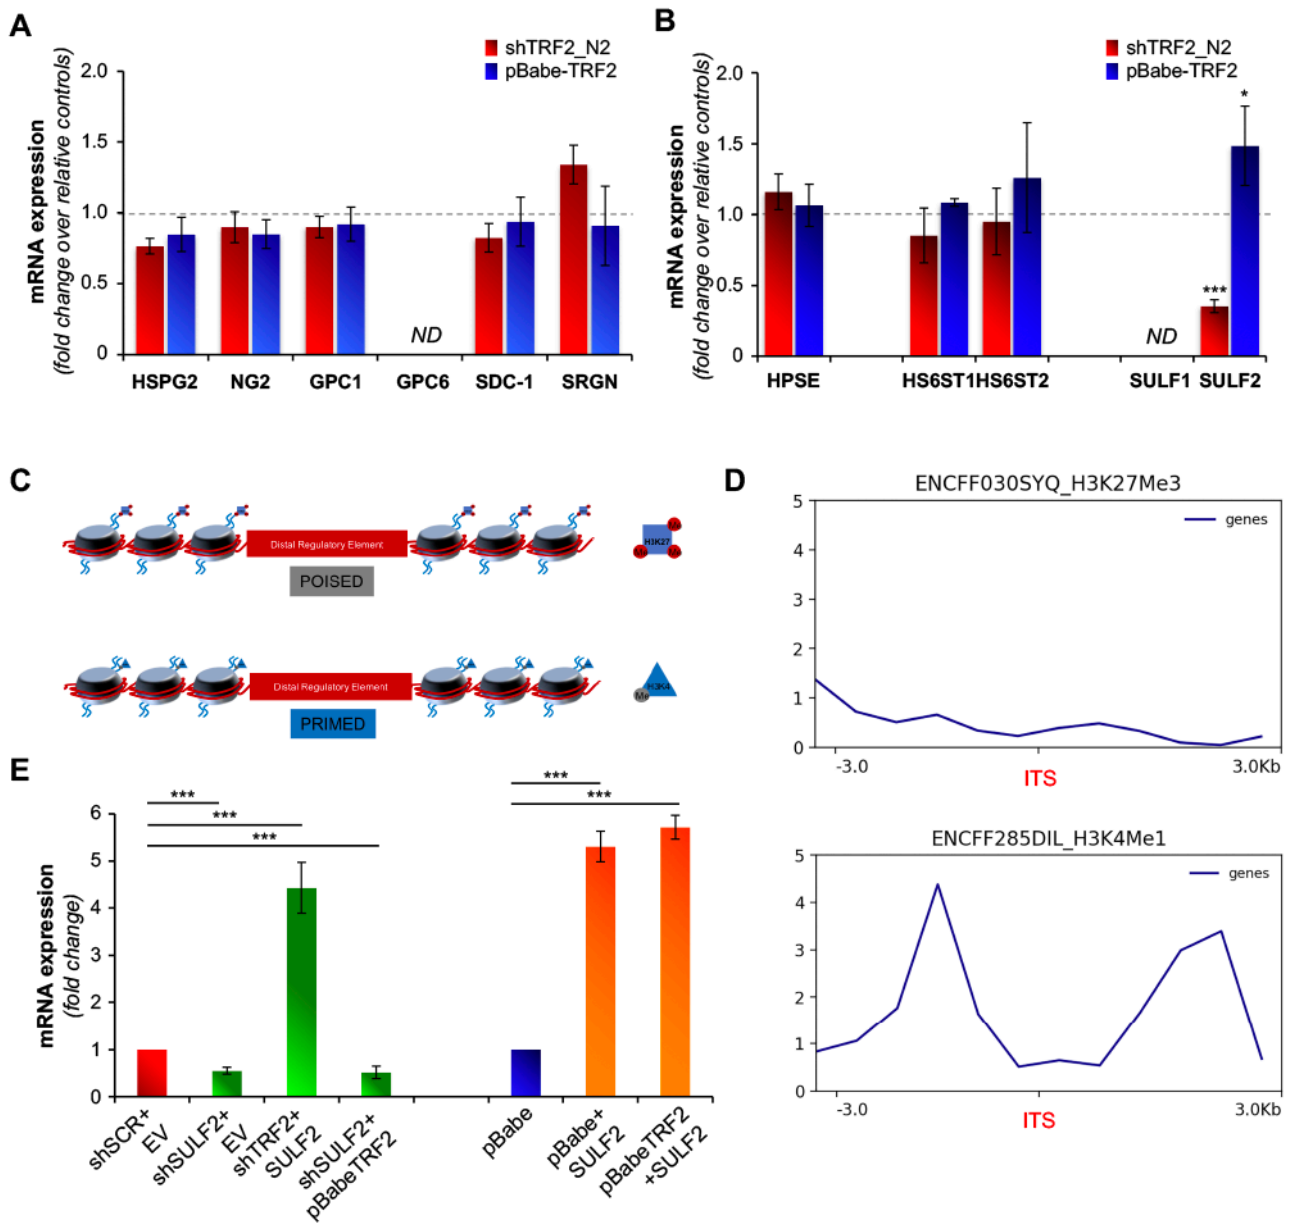 A
shTRF2_N2
pBabe-TRF2
mRNA expression
(fold change over relative controls)
2.0
1.5
1.0
0.5
0
ND
HSPG2 NG2 GPC1 GPC6 SDC-1 SRGN
B
shTRF2_N2
pBabe-TRF2
mRNA expression
(fold change over relative controls)
2.0
1.5
1.0
0.5
0
*
***
ND
HPSE HS6ST1 HS6ST2 SULF1 SULF2
C
Distal Regulatory Element
POISED
H3K27
Me
Me
Me
Distal Regulatory Element
PRIMED
H3K4
Me
D
ENCFF030SYQ_H3K27Me3
genes
5
4
3
2
1
0
-3.0
ITS
3.0Kb
ENCFF285DIL_H3K4Me1
genes
5
4
3
2
1
0
-3.0
ITS
3.0Kb
E
mRNA expression
(fold change)
6
5
4
3
2
1
0
***
***
***
***
***
shSCR+
EV
shSULF2+
EV
shTRF2+
SULF2
shSULF2+
pBabeTRF2
pBabe
pBabe+
SULF2
pBabeTRF2
+SULF2